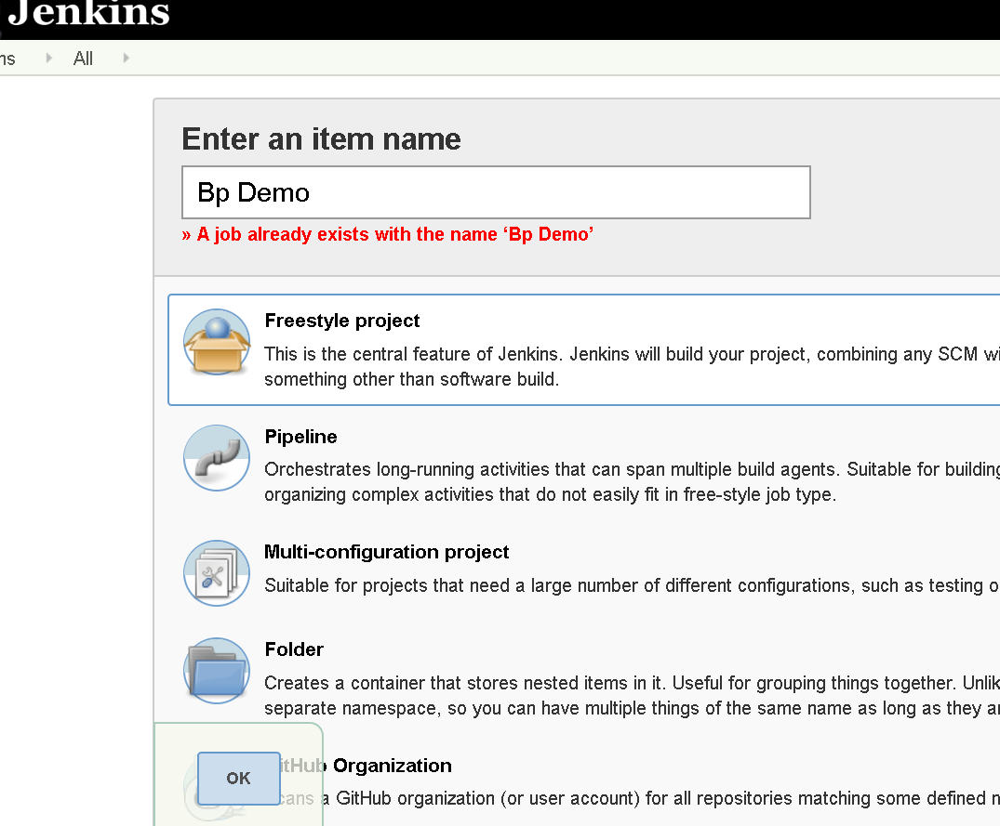 Jenkins
All
Enter an item name
Bp Demo
» A job already exists with the name ‘Bp Demo’
Freestyle project
This is the central feature of Jenkins. Jenkins will build your project, combining any SCM
something other than software build.
Pipeline
Orchestrates long-running activities that can span multiple build agents. Suitable for building
organizing complex activities that do not easily fit in free-style job type.
Multi-configuration project
Suitable for projects that need a large number of different configurations, such as testing
Folder
Creates a container that stores nested items in it. Useful for grouping things together.
separate namespace, so you can have multiple things of the same name as long as they
GitHub Organization
OK
Scans a GitHub organization (or user account) for all repositories matching some defined